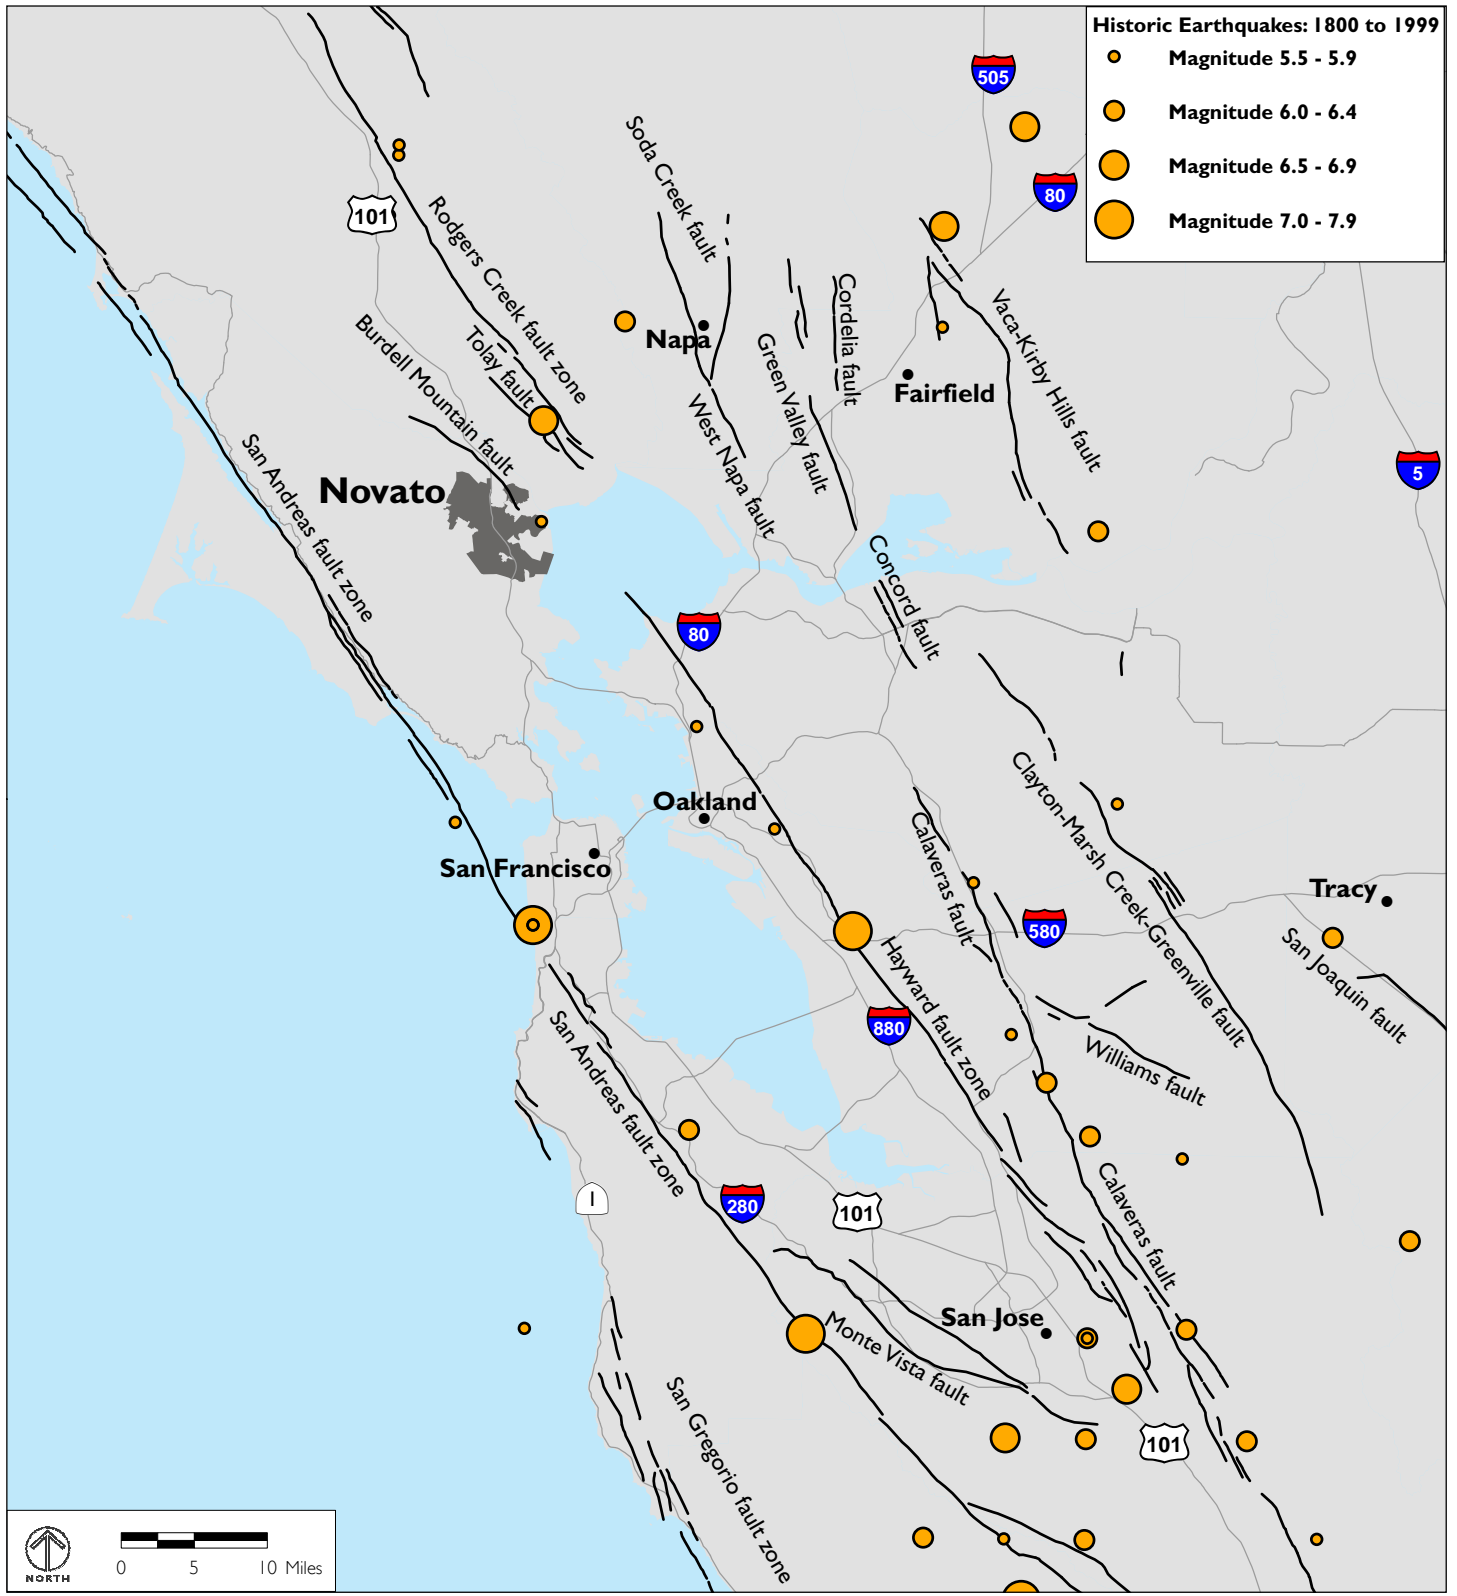 Historic Earthquakes: 1800 to 1999
Magnitude 5.5 - 5.9
Magnitude 6.0 - 6.4
Magnitude 6.5 - 6.9
Magnitude 7.0 - 7.9
505
80
101
Soda Creek fault
Rodgers Creek fault zone
Tolay fault
Burdell Mountain fault
Napa
Cordelia fault
Green Valley fault
West Napa fault
Fairfield
Vaca-Kirby Hills fault
5
San Andreas fault zone
Novato
Concord fault
80
Oakland
San Francisco
Clayton-Marsh Creek-Greenville fault
Calaveras fault
Tracy
San Joaquin fault
580
Hayward fault zone
880
Williams fault
San Andreas fault zone
1
280
101
Calaveras fault
San Jose
Monte Vista fault
San Gregorio fault zone
101
NORTH
0 5 10 Miles